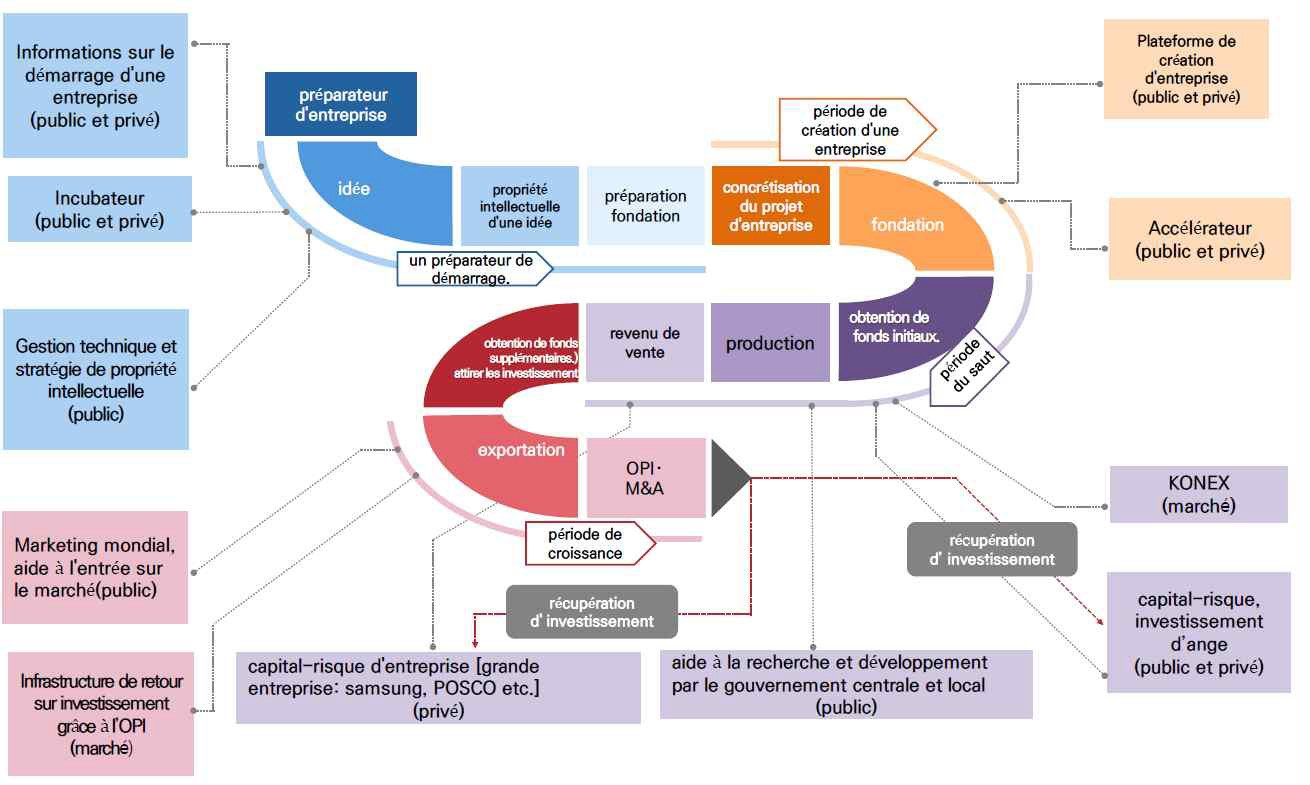 Informations sur le
démarrage d'une
entreprise
(public et privé)
Incubateur
(public et privé)
Gestion technique et
stratégie de propriété
intellectuelle
(public)
Marketing mondial,
aide à l'entrée sur
le marché(public)
Infrastructure de retour
sur investissement
grâce à l'OPI
(marché)
préparateur
d'entreprise
idée
propriété
intellectuelle
d'une idée
préparation
fondation
un préparateur de
démarrage.
période de
création d'une
entreprise
concrétisation
du projet
d'entreprise
fondation
Plateforme de
création
d'entreprise
(public et privé)
Accélérateur
(public et privé)
obtention de
fonds initiaux.
période
du saut
production
revenu de
vente
obtention de fonds
supplémentaires.)
attirer les investissement
exportation
OPI·
M&A
période de
croissance
récupération
d' investissement
récupération
d' investissement
KONEX
(marché)
capital-risque,
investissement
d'ange
(public et privé)
capital-risque d'entreprise [grande
entreprise: samsung, POSCO etc.]
(privé)
aide à la recherche et développement
par le gouvernement centrale et local
(public)